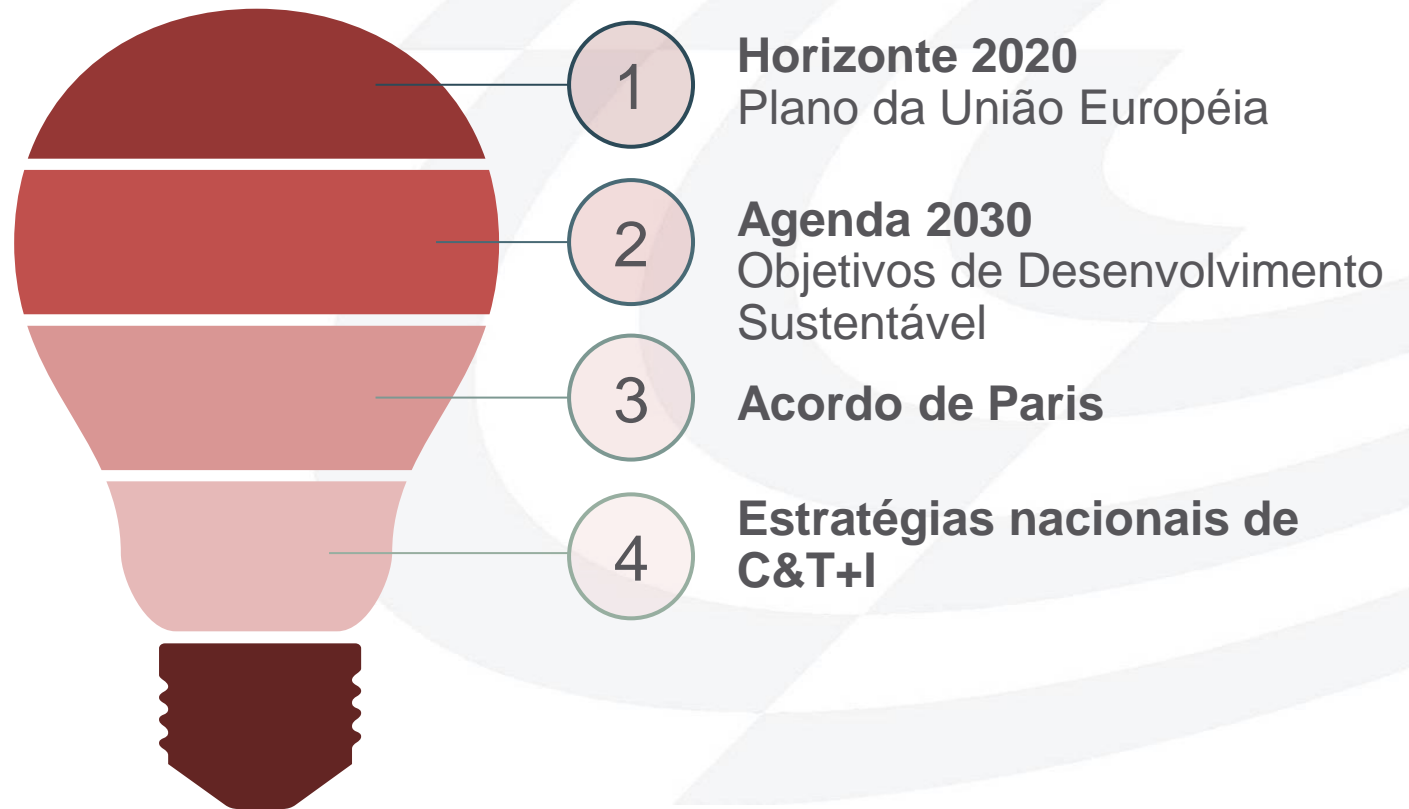 1
Horizonte 2020
Plano da União Européia
2
Agenda 2030
Objetivos de Desenvolvimento
Sustentável
3
Acordo de Paris
4
Estratégias nacionais de
C&T+I